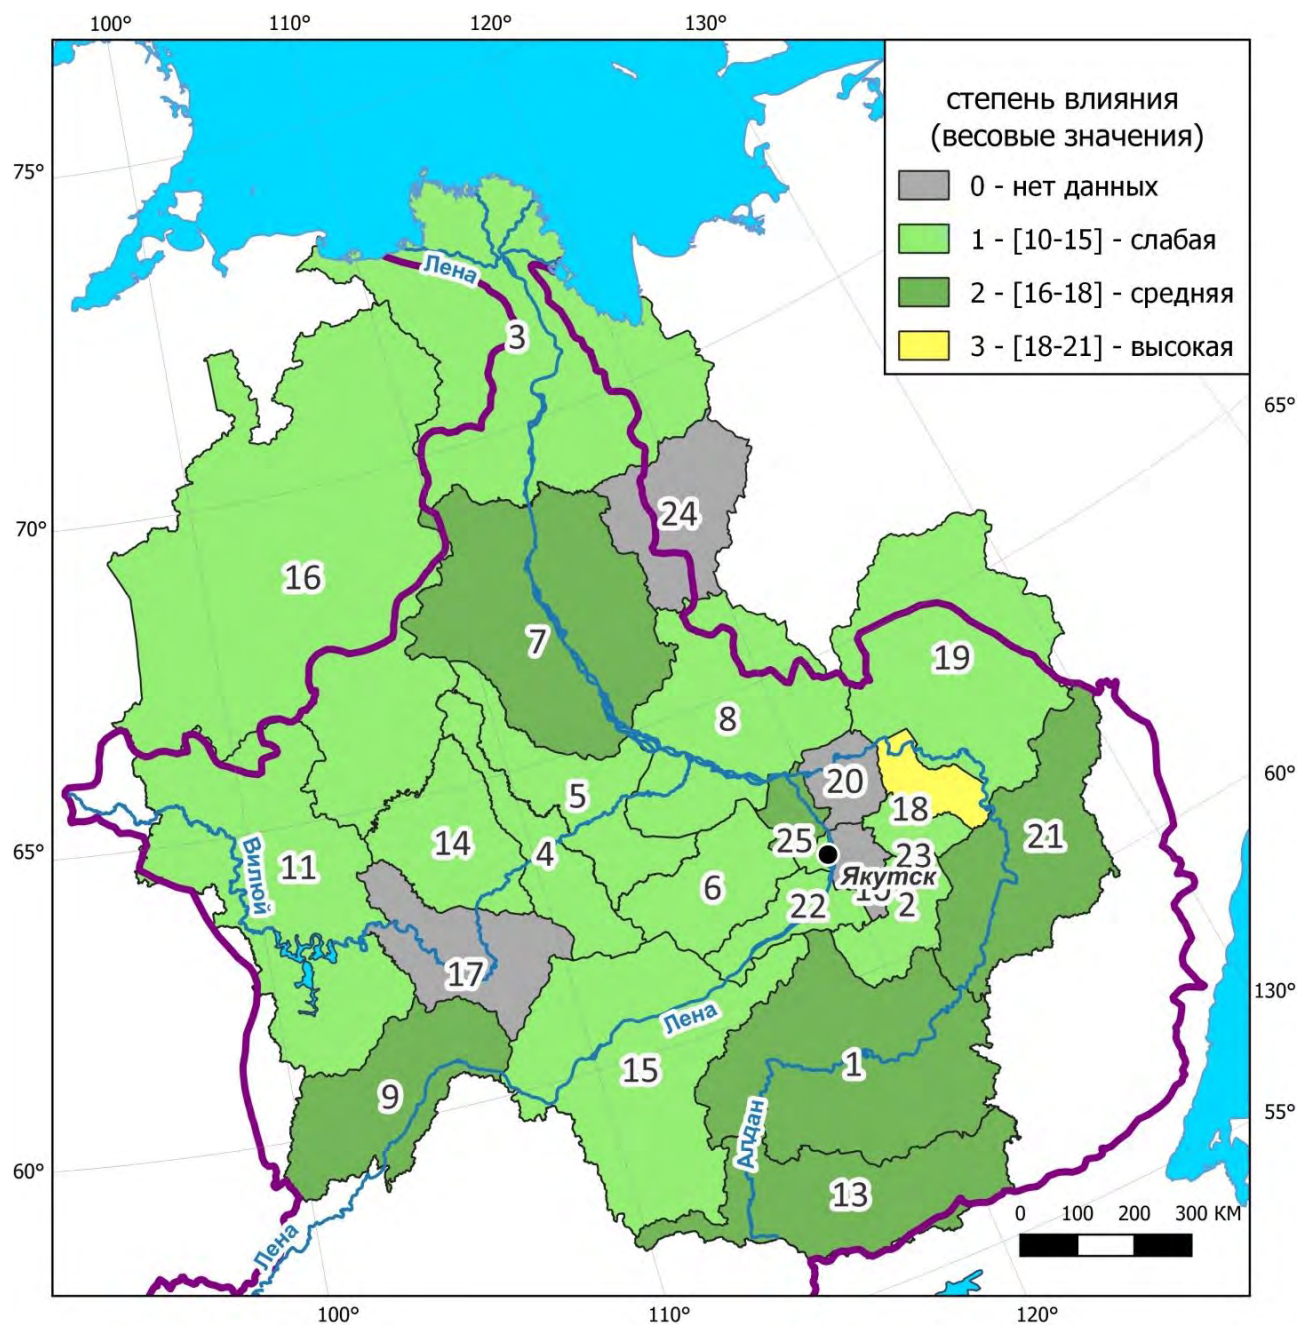 100° 110° 120° 130°
степень влияния
(весовые значения)
0 - нет данных
1 - [10-15] - слабая
2 - [16-18] - средняя
3 - [18-21] - высокая
75°
Лена
3
65°
24
70°
16
7
19
8
60°
20
5
18
21
25
14
4
23
65°
11
Вилюй
Якутск
6
10
22
2
17
130°
Лена
15
1
9
55°
Алдан
60°
13
0 100 200 300 КМ
Лена
100° 110° 120°